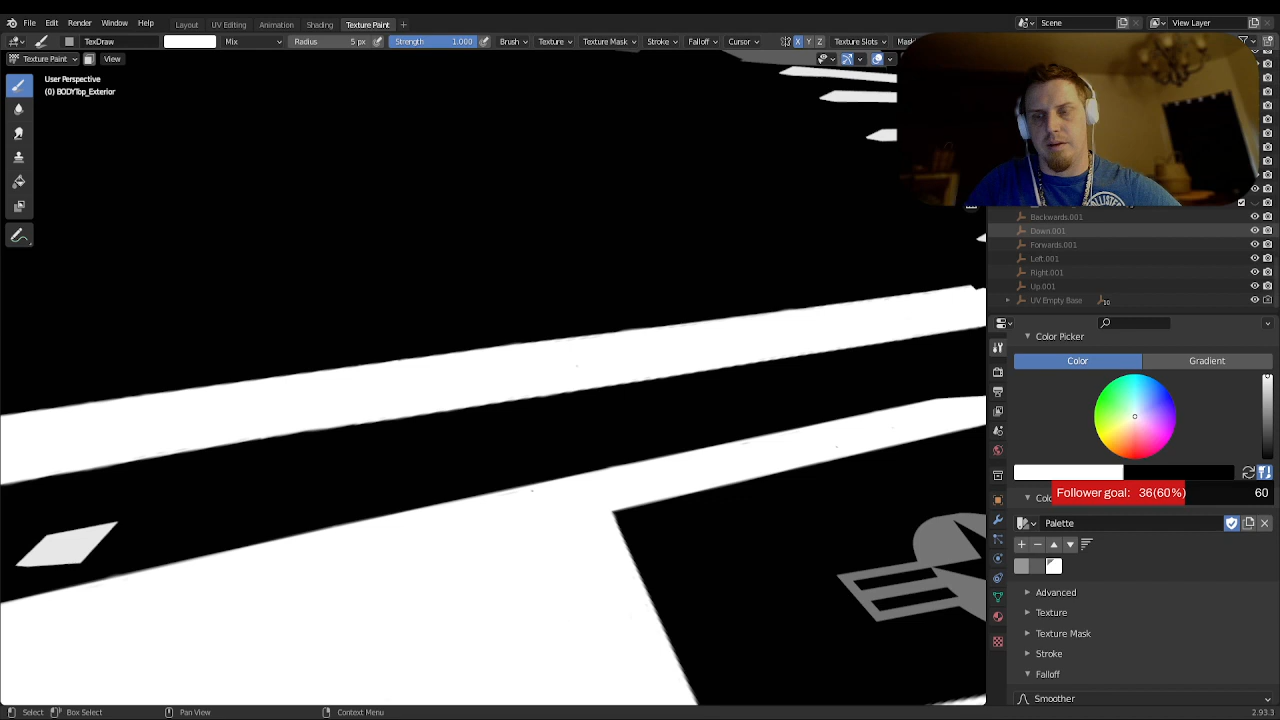 File Edit Render Window Help Layout UV Editing Animation Shading Texture Paint + Scene View Layer
TexDraw Mix Radius 5 px Strength 1.000 Brush Texture Texture Mask Stroke Falloff Cursor X Y Z Texture Slots Mask
Texture Paint View
User Perspective
(0) BODYTop_Exterior
Backwards.001
Down.001
Forwards.001
Left.001
Right.001
Up.001
UV Empty Base 10
Color Picker
Color Gradient
Follower goal: 36(60%) 60
Palette
Advanced
Texture
Texture Mask
Stroke
Falloff
Smoother
Select Box Select Pan View Context Menu 2.93.3